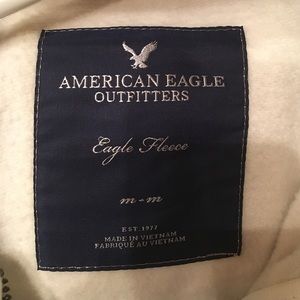 AMERICAN EAGLE
OUTFITTERS
Eagle Fleece
m - m
EST. 1977
MADE IN VIETNAM
FABRIQUÉ AU VIETNAM